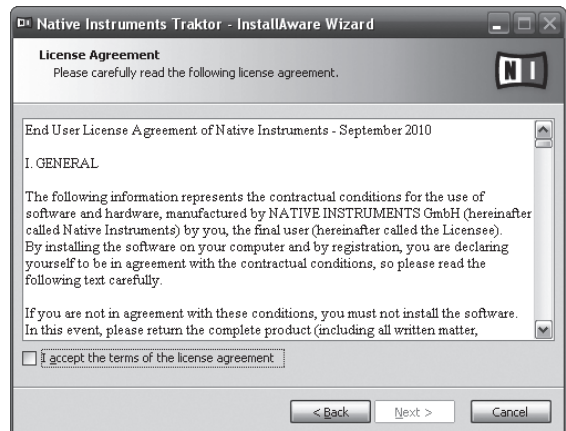 Native Instruments Traktor - InstallAware Wizard
License Agreement
Please carefully read the following license agreement.
N I
End User License Agreement of Native Instruments - September 2010
I. GENERAL
The following information represents the contractual conditions for the use of
software and hardware, manufactured by NATIVE INSTRUMENTS GmbH (hereinafter
called Native Instruments) by you, the final user (hereinafter called the Licensee).
By installing the software on your computer and by registration, you are declaring
yourself to be in agreement with the contractual conditions, so please read the
following text carefully.
If you are not in agreement with these conditions, you must not install the software.
In this event, please return the complete product (including all written matter,
I accept the terms of the license agreement
< Back Next > Cancel